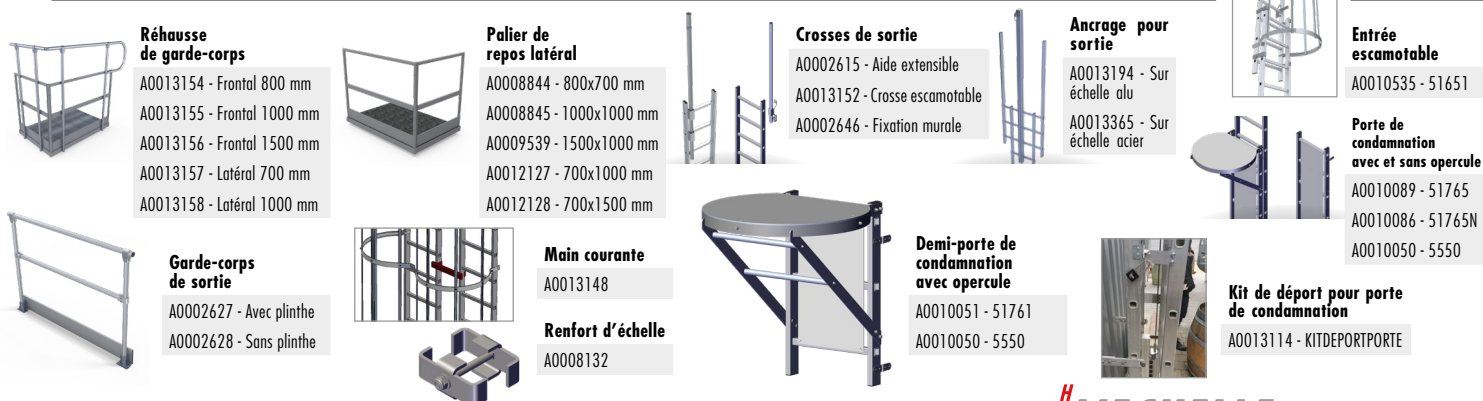 Réhausse
de garde-corps
A0013154 - Frontal 800 mm
A0013155 - Frontal 1000 mm
A0013156 - Frontal 1500 mm
A0013157 - Latéral 700 mm
A0013158 - Latéral 1000 mm
Palier de
repos latéral
A0008844 - 800x700 mm
A0008845 - 1000x1000 mm
A0009539 - 1500x1000 mm
A0012127 - 700x1000 mm
A0012128 - 700x1500 mm
Crosses de sortie
A0002615 - Aide extensible
A0013152 - Crosse escamotable
A0002646 - Fixation murale
Ancrage pour
sortie
A0013194 - Sur
échelle alu
A0013365 - Sur
échelle acier
Entrée
escamotable
A0010535 - 51651
Porte de
condamnation
avec et sans opercule
A0010089 - 51765
A0010086 - 51765N
A0010050 - 5550
Garde-corps
de sortie
A0002627 - Avec plinthe
A0002628 - Sans plinthe
Main courante
A0013148
Renfort d’échelle
A0008132
Demi-porte de
condamnation
avec opercule
A0010051 - 51761
A0010050 - 5550
Kit de déport pour porte
de condamnation
A0013114 - KITDEPORTPORTE
H